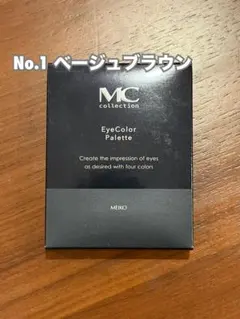 No.1 ベージュブラウン
MC
collection
EyeColor
Palette
Create the impression of eyes
as desired with four colors
MEIKO